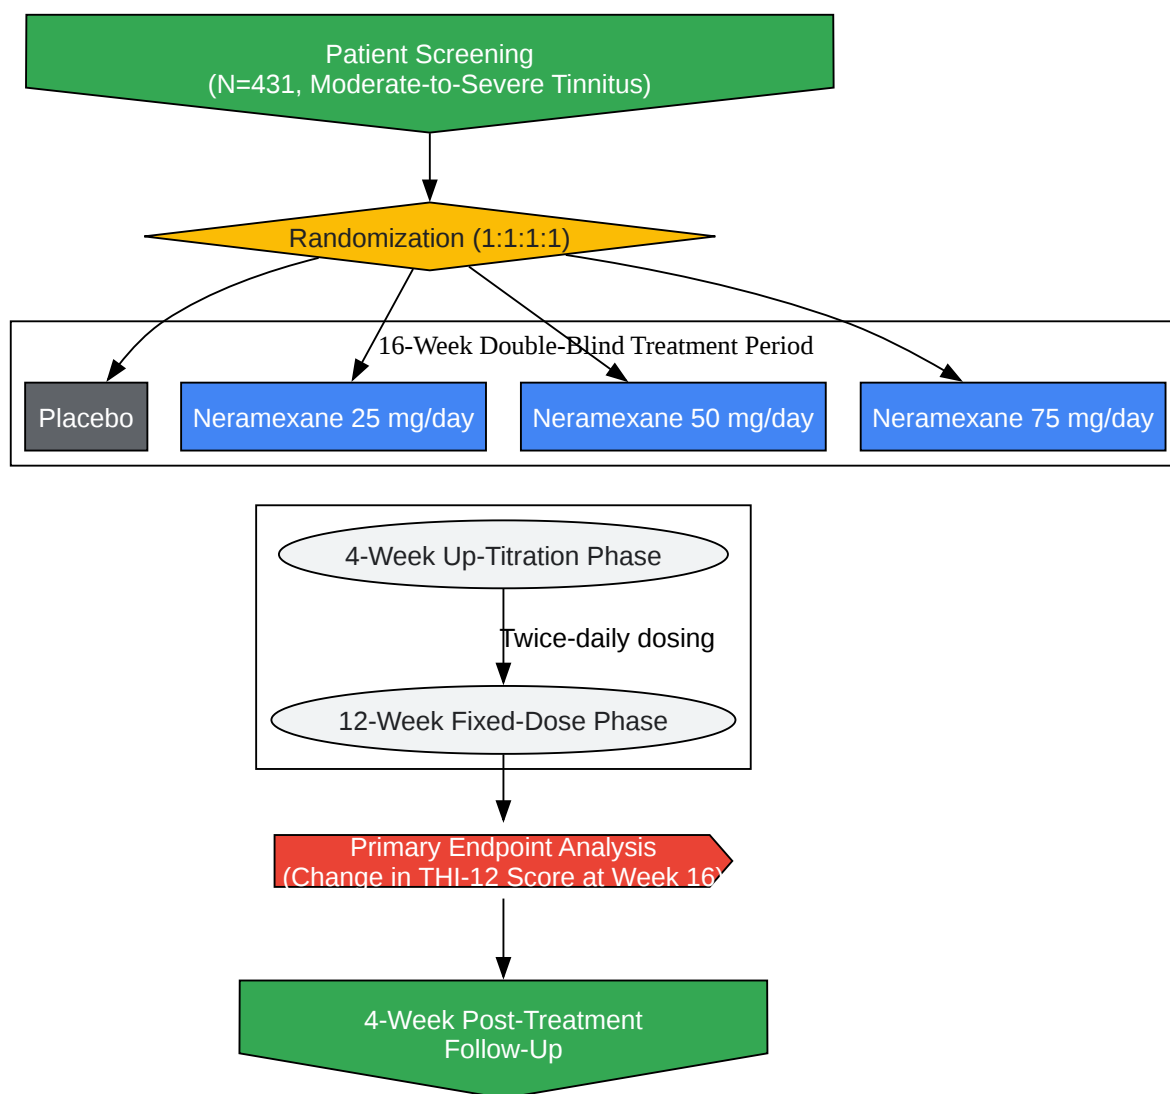 Patient Screening
(N=431, Moderate-to-Severe Tinnitus)
Randomization (1:1:1:1)
16-Week Double-Blind Treatment Period
Placebo
Neramexane 25 mg/day
Neramexane 50 mg/day
Neramexane 75 mg/day
4-Week Up-Titration Phase
Twice-daily dosing
12-Week Fixed-Dose Phase
Primary Endpoint Analysis
(Change in THI-12 Score at Week 16)
4-Week Post-Treatment
Follow-Up